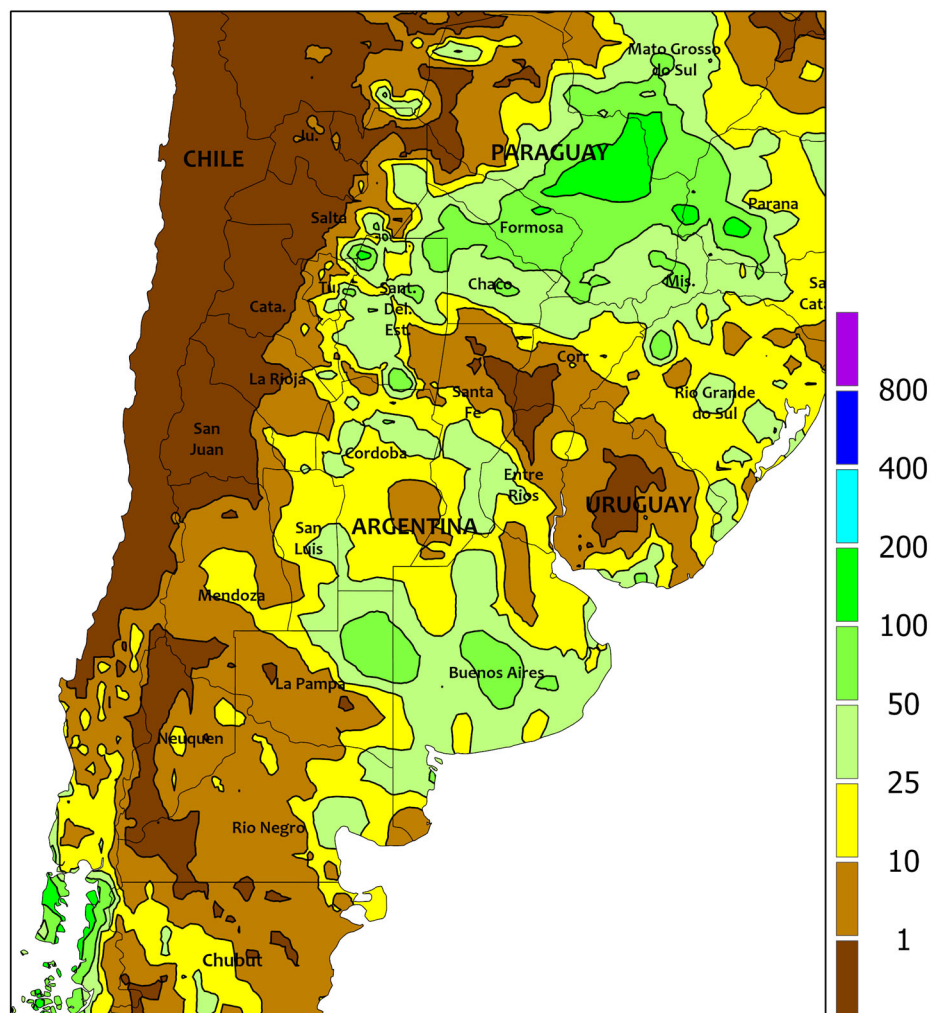 Mato Grosso
do Sul
Ju.
CHILE
PARAGUAY
Parana
Salta
Formosa
Tu.
Sant.
Del.
Est.
Chaco
Mis.
Sa
Cata
Cata.
Corr
La Rioja
Santa
Fe
Rio Grande
do Sul
San
Juan
Cordoba
Entre
Rios
URUGUAY
ARGENTINA
San
Luis
Mendoza
La Pampa
Buenos Aires
Neuquen
Rio Negro
Chubut
800
400
200
100
50
25
10
1